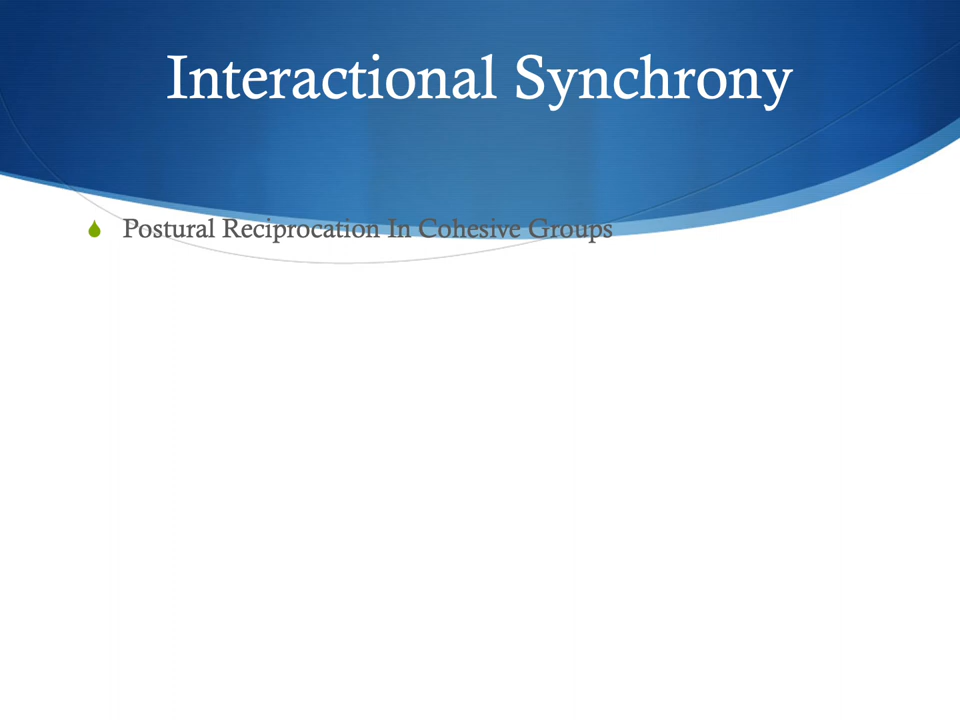 Interactional Synchrony
Postural Reciprocation In Cohesive Groups